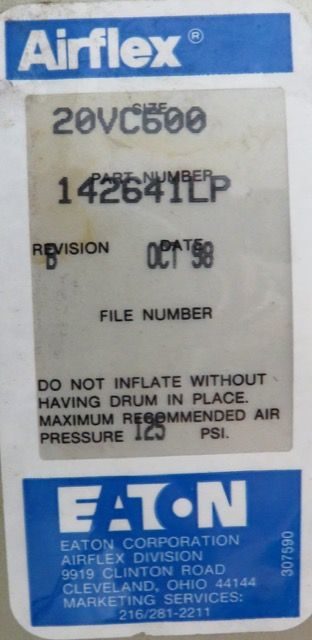 Airflex®
SIZE
20VC600
PART NUMBER
142641LP
REVISION DATE
B OCT 98
FILE NUMBER
DO NOT INFLATE WITHOUT
HAVING DRUM IN PLACE.
MAXIMUM RECOMMENDED AIR
PRESSURE 125 PSI.
EATON
EATON CORPORATION
AIRFLEX DIVISION
9919 CLINTON ROAD
CLEVELAND, OHIO 44144
MARKETING SERVICES:
216/281-2211
307590